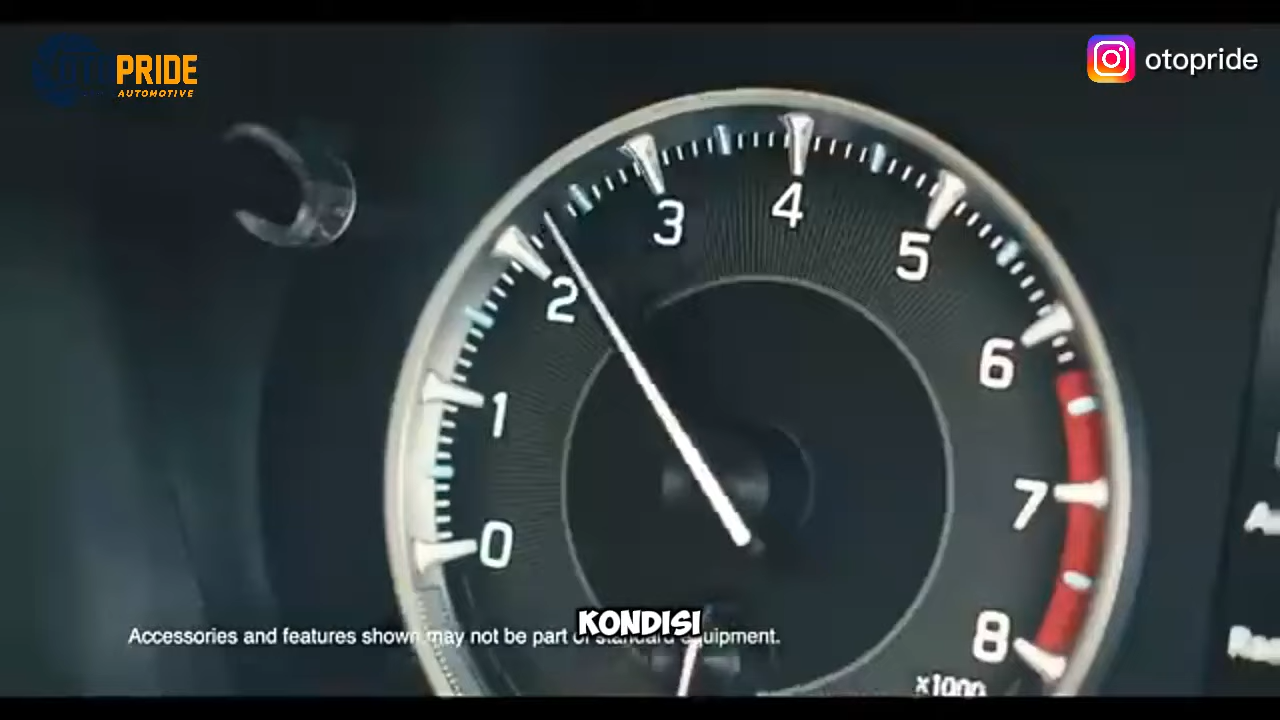 OTOPRIDE
AUTOMOTIVE
otopride
0
1
2
3
4
5
6
7
8
x1000
KONDISI
Accessories and features shown may not be part of standard equipment.